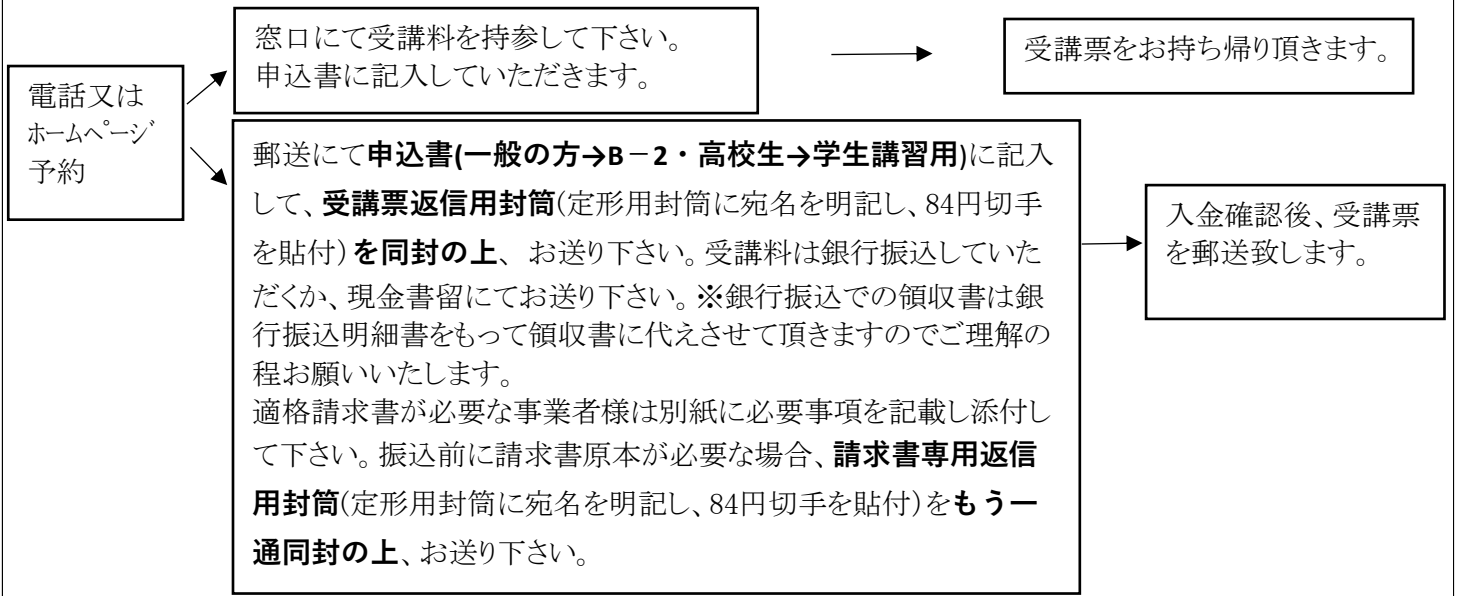 電話又は
ﾎｰﾑﾍﾟｰｼﾞ
予約
窓口にて受講料を持参して下さい。
申込書に記入していただきます。
受講票をお持ち帰り頂きます。
郵送にて申込書(一般の方→B－2・高校生→学生講習用)に記入
して、受講票返信用封筒(定形用封筒に宛名を明記し、84円切手
を貼付)を同封の上、お送り下さい。受講料は銀行振込していた
だくか、現金書留にてお送り下さい。※銀行振込での領収書は銀
行振込明細書をもって領収書に代えさせて頂きますのでご理解の
程お願いいたします。
適格請求書が必要な事業者様は別紙に必要事項を記載し添付し
て下さい。振込前に請求書原本が必要な場合、請求書専用返信
用封筒(定形用封筒に宛名を明記し、84円切手を貼付)をもう一
通同封の上、お送り下さい。
入金確認後、受講票
を郵送致します。